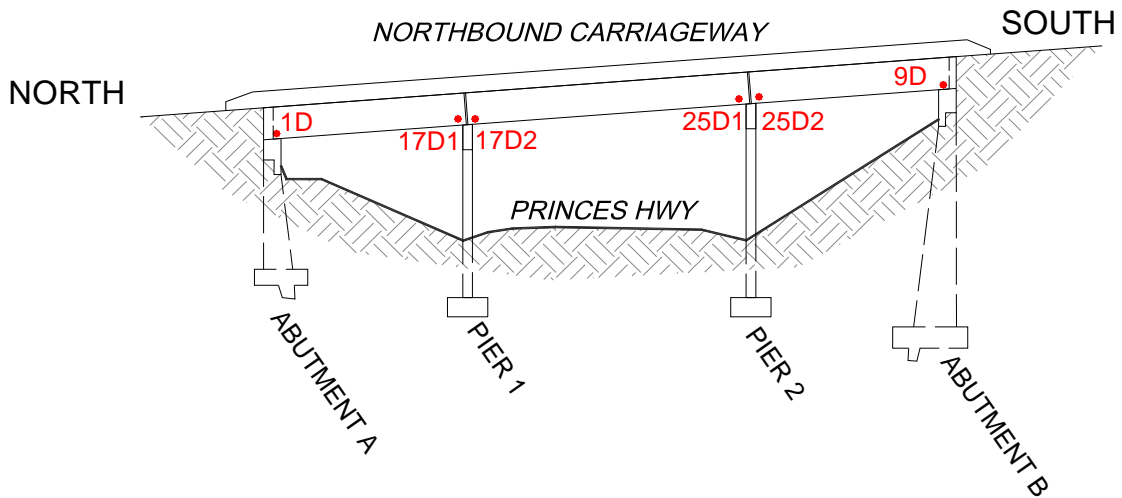 SOUTH
NORTHBOUND CARRIAGEWAY
NORTH
9D
1D
17D1 17D2
25D1 25D2
PRINCES HWY
ABUTMENT A
PIER 1
PIER 2
ABUTMENT B